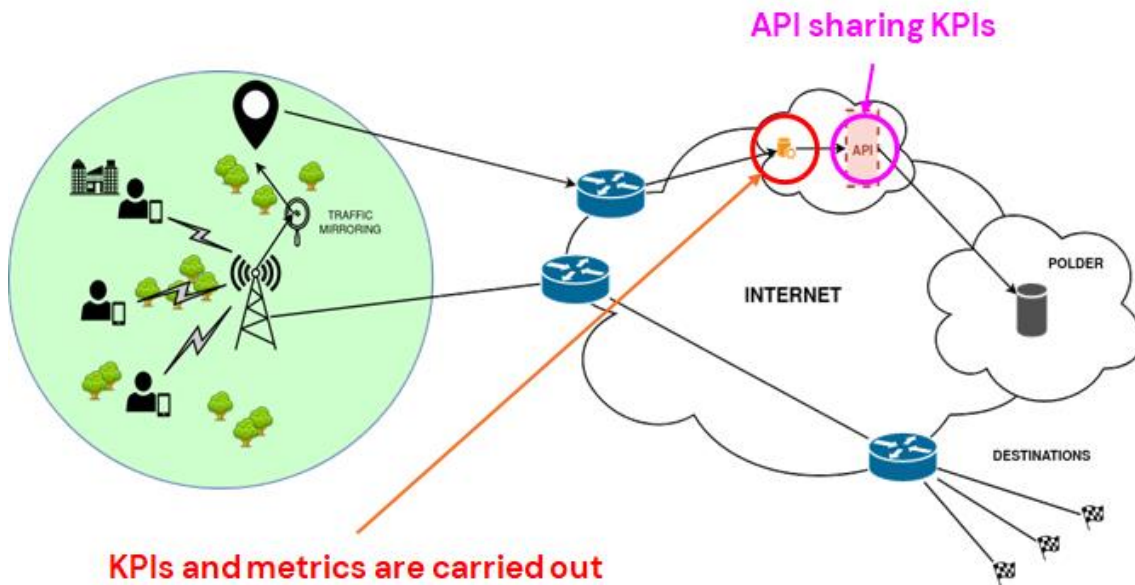 API sharing KPIs
API
TRAFFIC
MIRRORING
POLDER
INTERNET
DESTINATIONS
KPIs and metrics are carried out